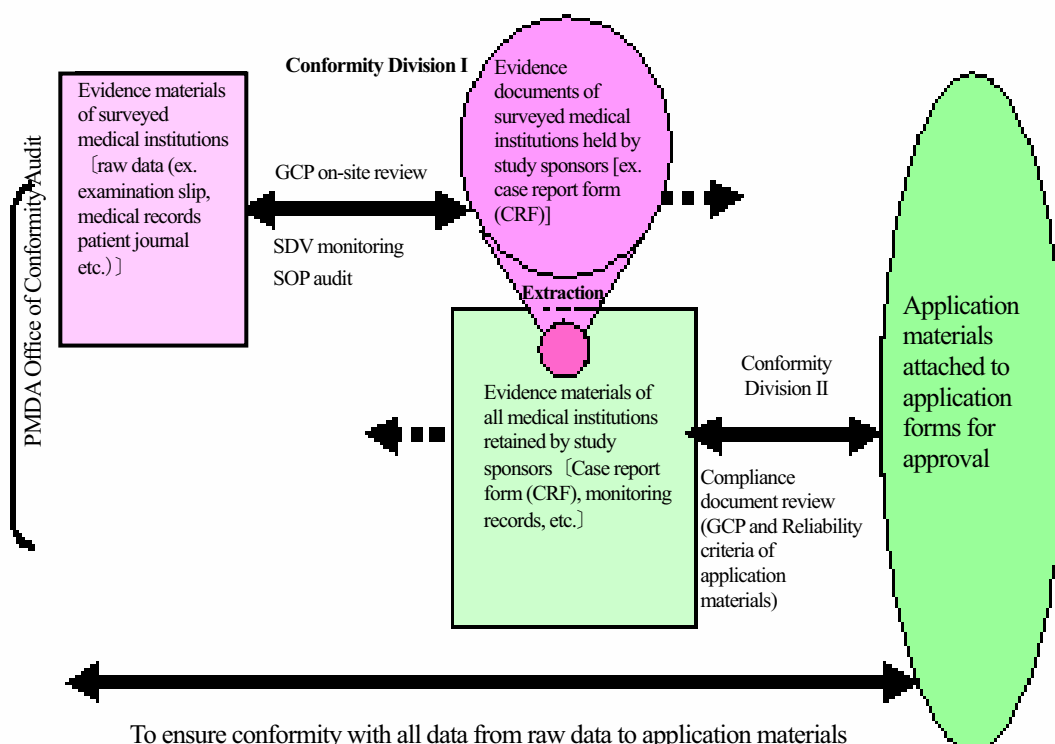 PMDA Office of Conformity Audit
Evidence materials
of surveyed
medical institutions
〔raw data (ex.
examination slip,
medical records
patient journal
etc.)〕
Conformity Division I
GCP on-site review
SDV monitoring
SOP audit
Evidence
documents of
surveyed medical
institutions held by
study sponsors [ex.
case report form
(CRF)]
Extraction
Evidence materials of
all medical institutions
retained by study
sponsors〔Case report
form (CRF), monitoring
records, etc.〕
Conformity
Division II
Compliance
document review
(GCP and Reliability
criteria of
application
materials)
Application
materials
attached to
application
forms for
approval
To ensure conformity with all data from raw data to application materials